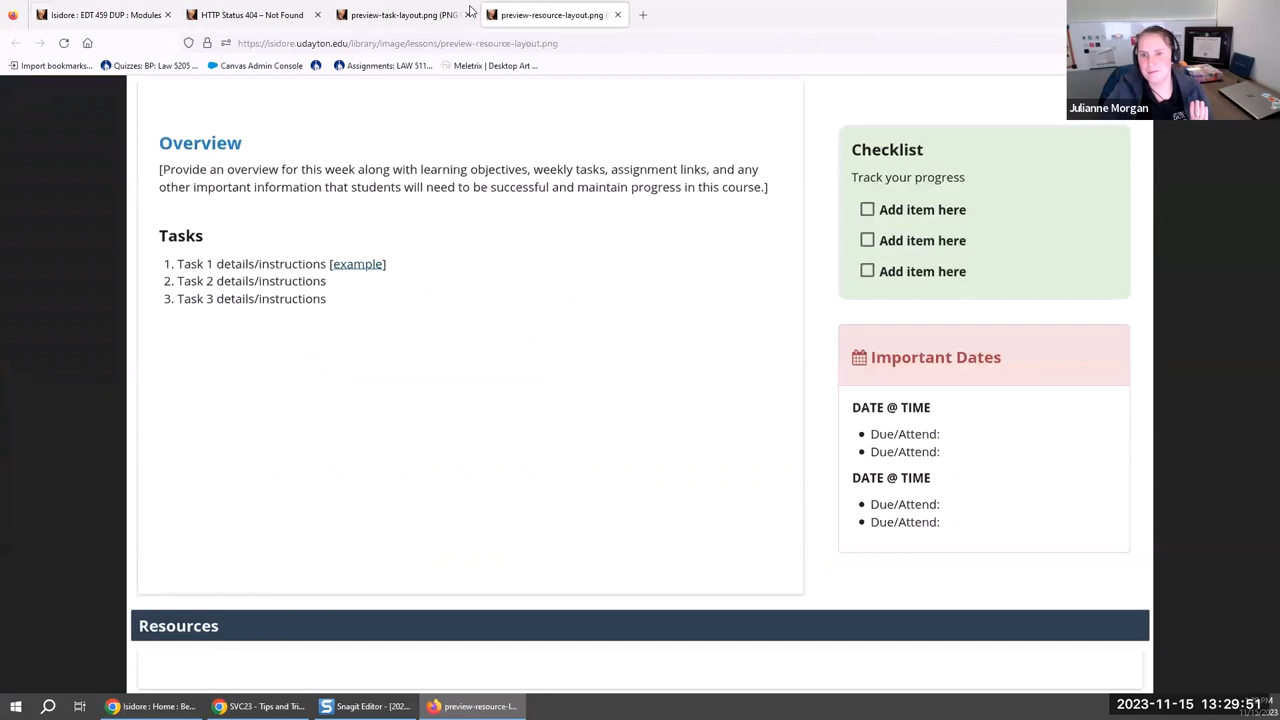 Isidore : EDT 459 DUP : Modules
HTTP Status 404 – Not Found
preview-task-layout.png (PNG
preview-resource-layout.png (
https://isidore.udayton.edu/library/image/lessons/preview-resource-layout.png
Import bookmarks...
Quizzes: BP: Law 5205 ...
Canvas Admin Console
Assignments: LAW 511...
Meletrix | Desktop Art ...
Julianne Morgan
Overview
[Provide an overview for this week along with learning objectives, weekly tasks, assignment links, and any
other important information that students will need to be successful and maintain progress in this course.]
Tasks
1. Task 1 details/instructions [example]
2. Task 2 details/instructions
3. Task 3 details/instructions
Checklist
Track your progress
Add item here
Add item here
Add item here
Important Dates
DATE @ TIME
• Due/Attend:
• Due/Attend:
DATE @ TIME
• Due/Attend:
• Due/Attend:
Resources
Isidore : Home : Be...
SVC23 - Tips and Tri...
Snagit Editor - [202...
preview-resource-l...
2023-11-15 13:29:51